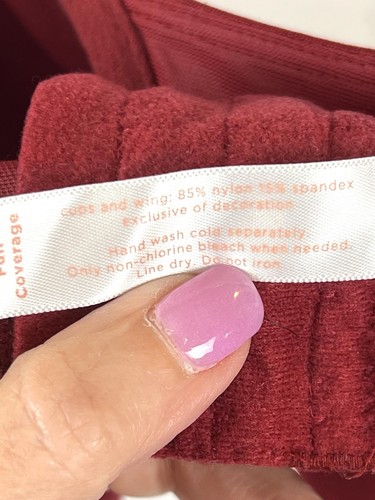 cups and wing: 85% nylon 15% spandex
exclusive of decoration
Hand wash cold separately.
Only non-chlorine bleach when needed.
Line dry. Do not iron.
Full
Coverage